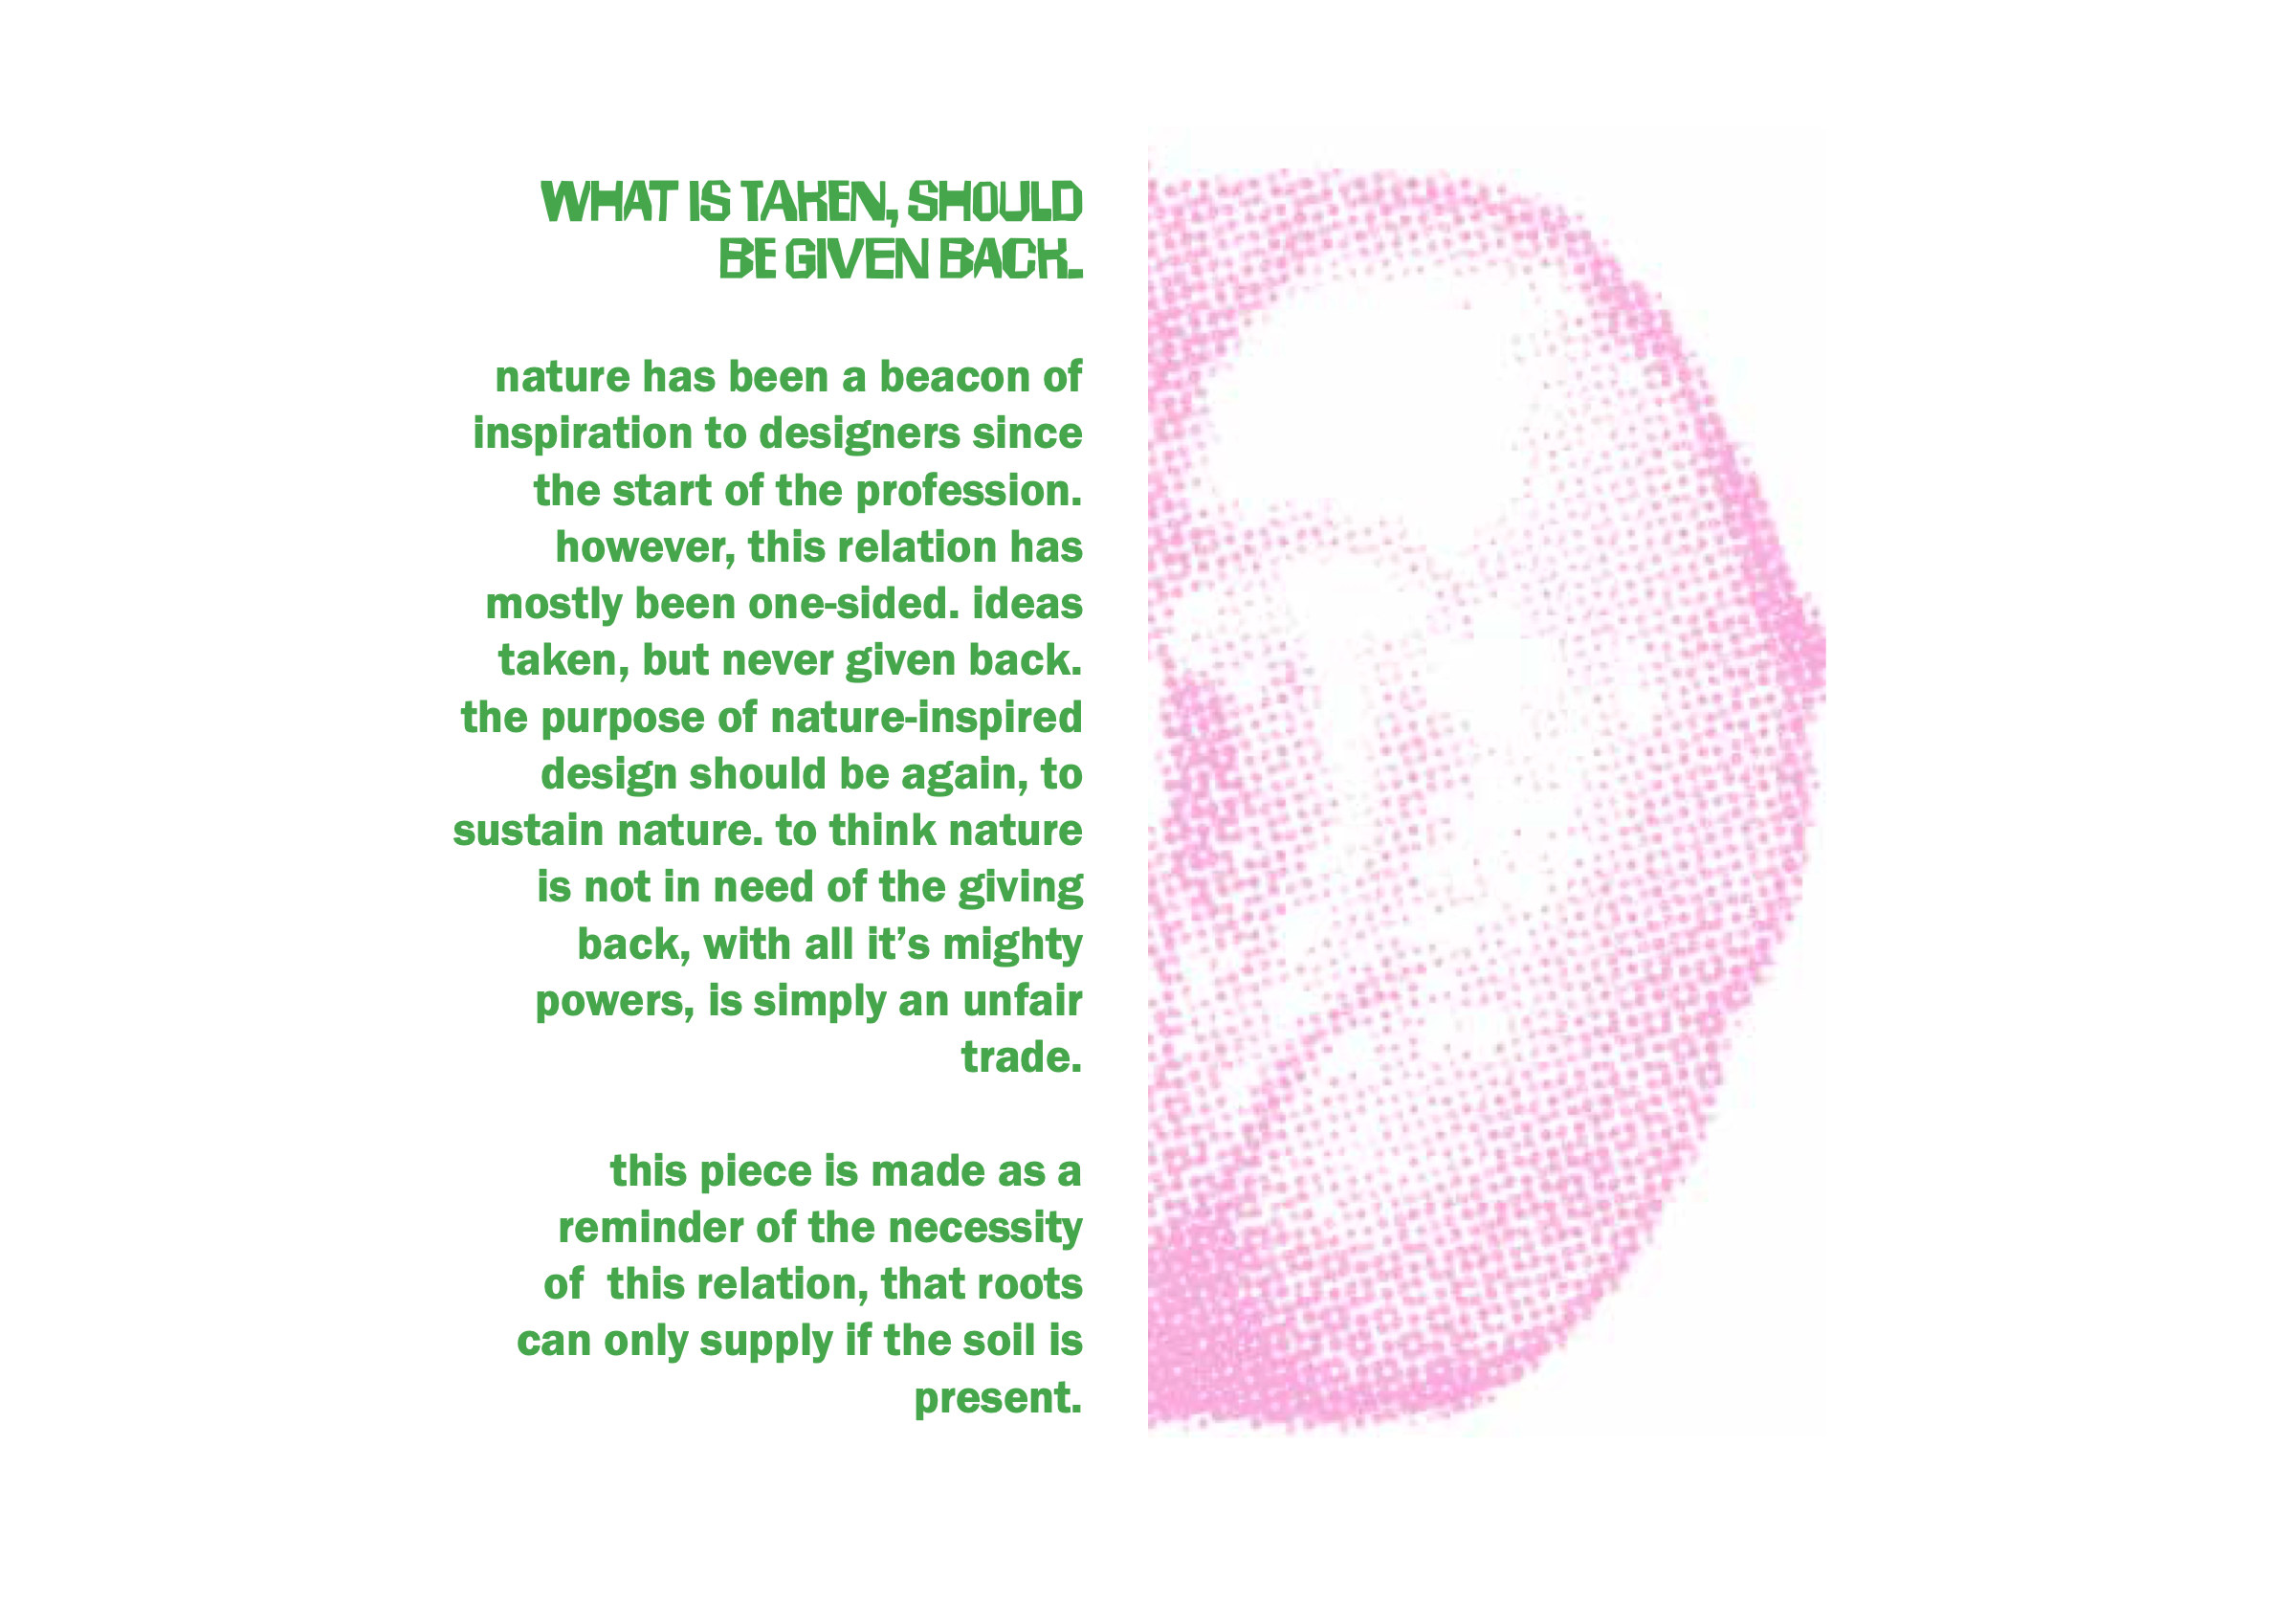 WHAT IS TAKEN, SHOULD
BE GIVEN BACK.
nature has been a beacon of
inspiration to designers since
the start of the profession.
however, this relation has
mostly been one-sided. ideas
taken, but never given back.
the purpose of nature-inspired
design should be again, to
sustain nature. to think nature
is not in need of the giving
back, with all it’s mighty
powers, is simply an unfair
trade.
this piece is made as a
reminder of the necessity
of  this relation, that roots
can only supply if the soil is
present.